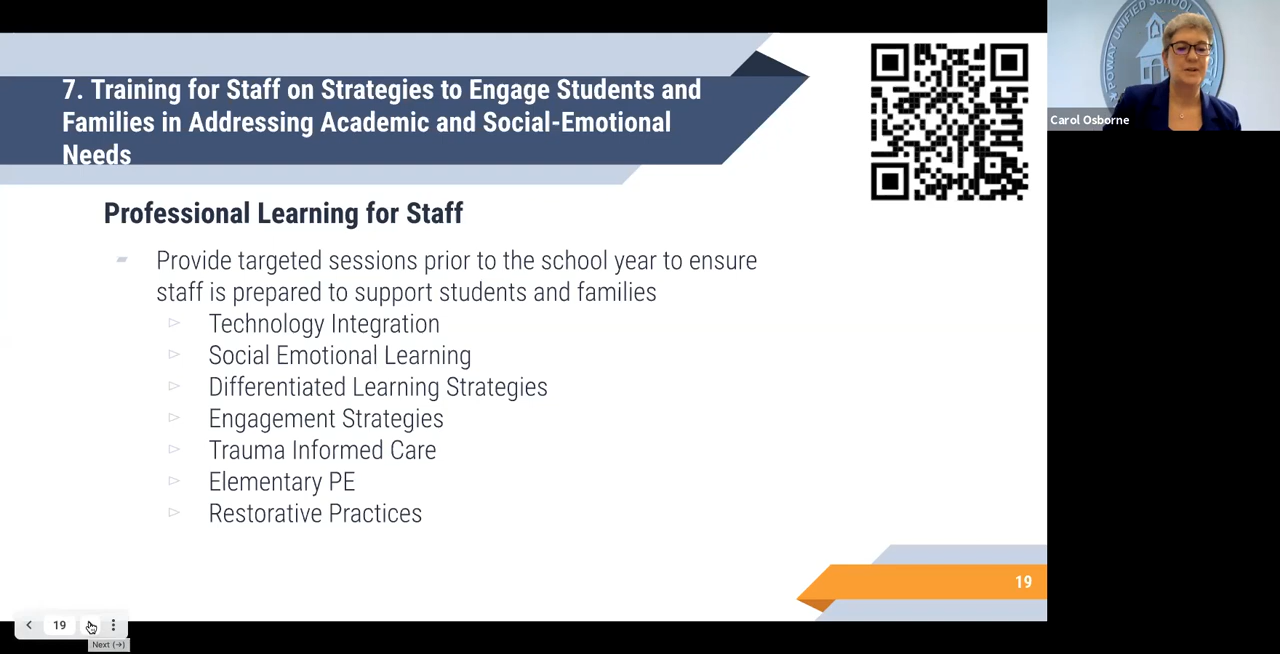 7. Training for Staff on Strategies to Engage Students and
Families in Addressing Academic and Social-Emotional
Needs
POWAY UNIFIED SCHOOL
Carol Osborne
Professional Learning for Staff
Provide targeted sessions prior to the school year to ensure
staff is prepared to support students and families
Technology Integration
Social Emotional Learning
Differentiated Learning Strategies
Engagement Strategies
Trauma Informed Care
Elementary PE
Restorative Practices
19
19
Next (→)